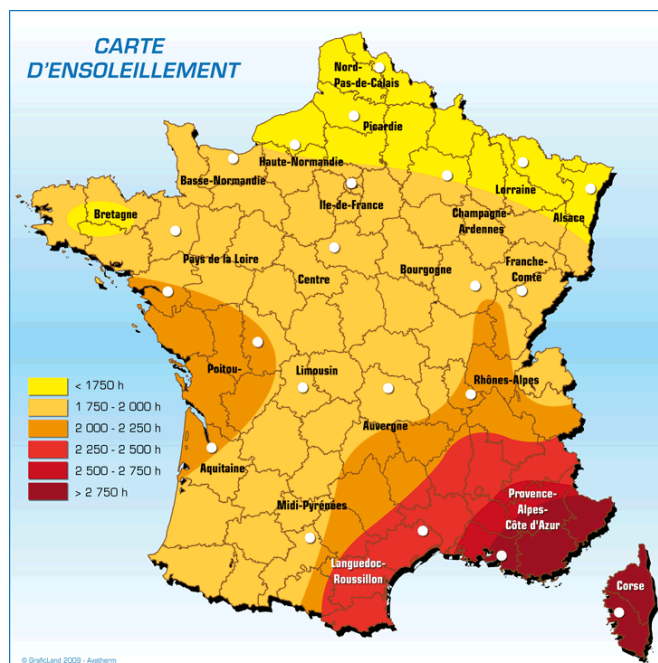 CARTE
D'ENSOLEILLEMENT
Nord-
Pas-de-Calais
Picardie
Haute-Normandie
Basse-Normandie
Lorraine
Ile-de-France
Alsace
Champagne-
Ardennes
Bretagne
Pays de la Loire
Centre
Bourgogne
Franche-
Comté
Poitou-
Limousin
Rhônes-Alpes
Auvergne
< 1750 h
1 750 - 2 000 h
2 000 - 2 250 h
2 250 - 2 500 h
2 500 - 2 750 h
> 2 750 h
Aquitaine
Midi-Pyrénées
Provence-
Alpes-
Côte d'Azur
Languedoc-
Roussillon
Corse
© GraficLand 2009 - Avatherm